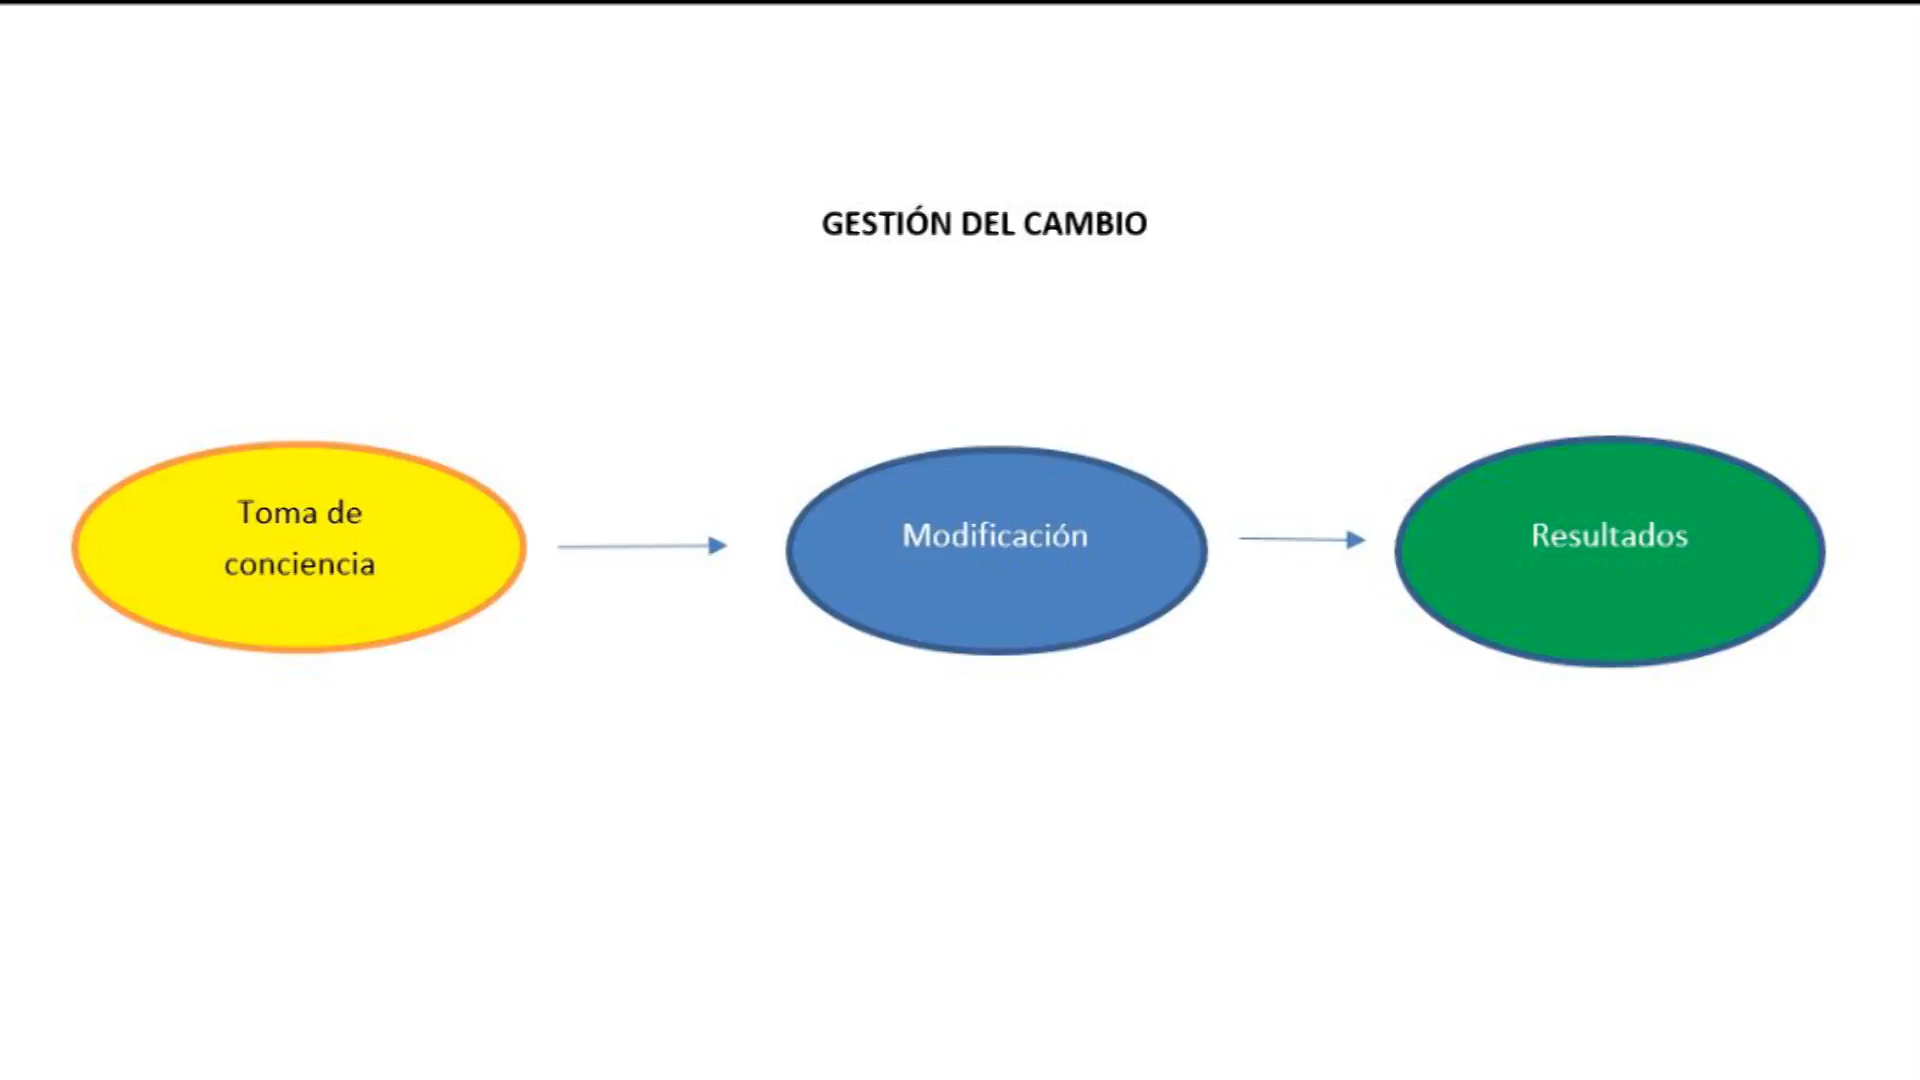 GESTIÓN DEL CAMBIO
Toma de
conciencia
Modificación
Resultados